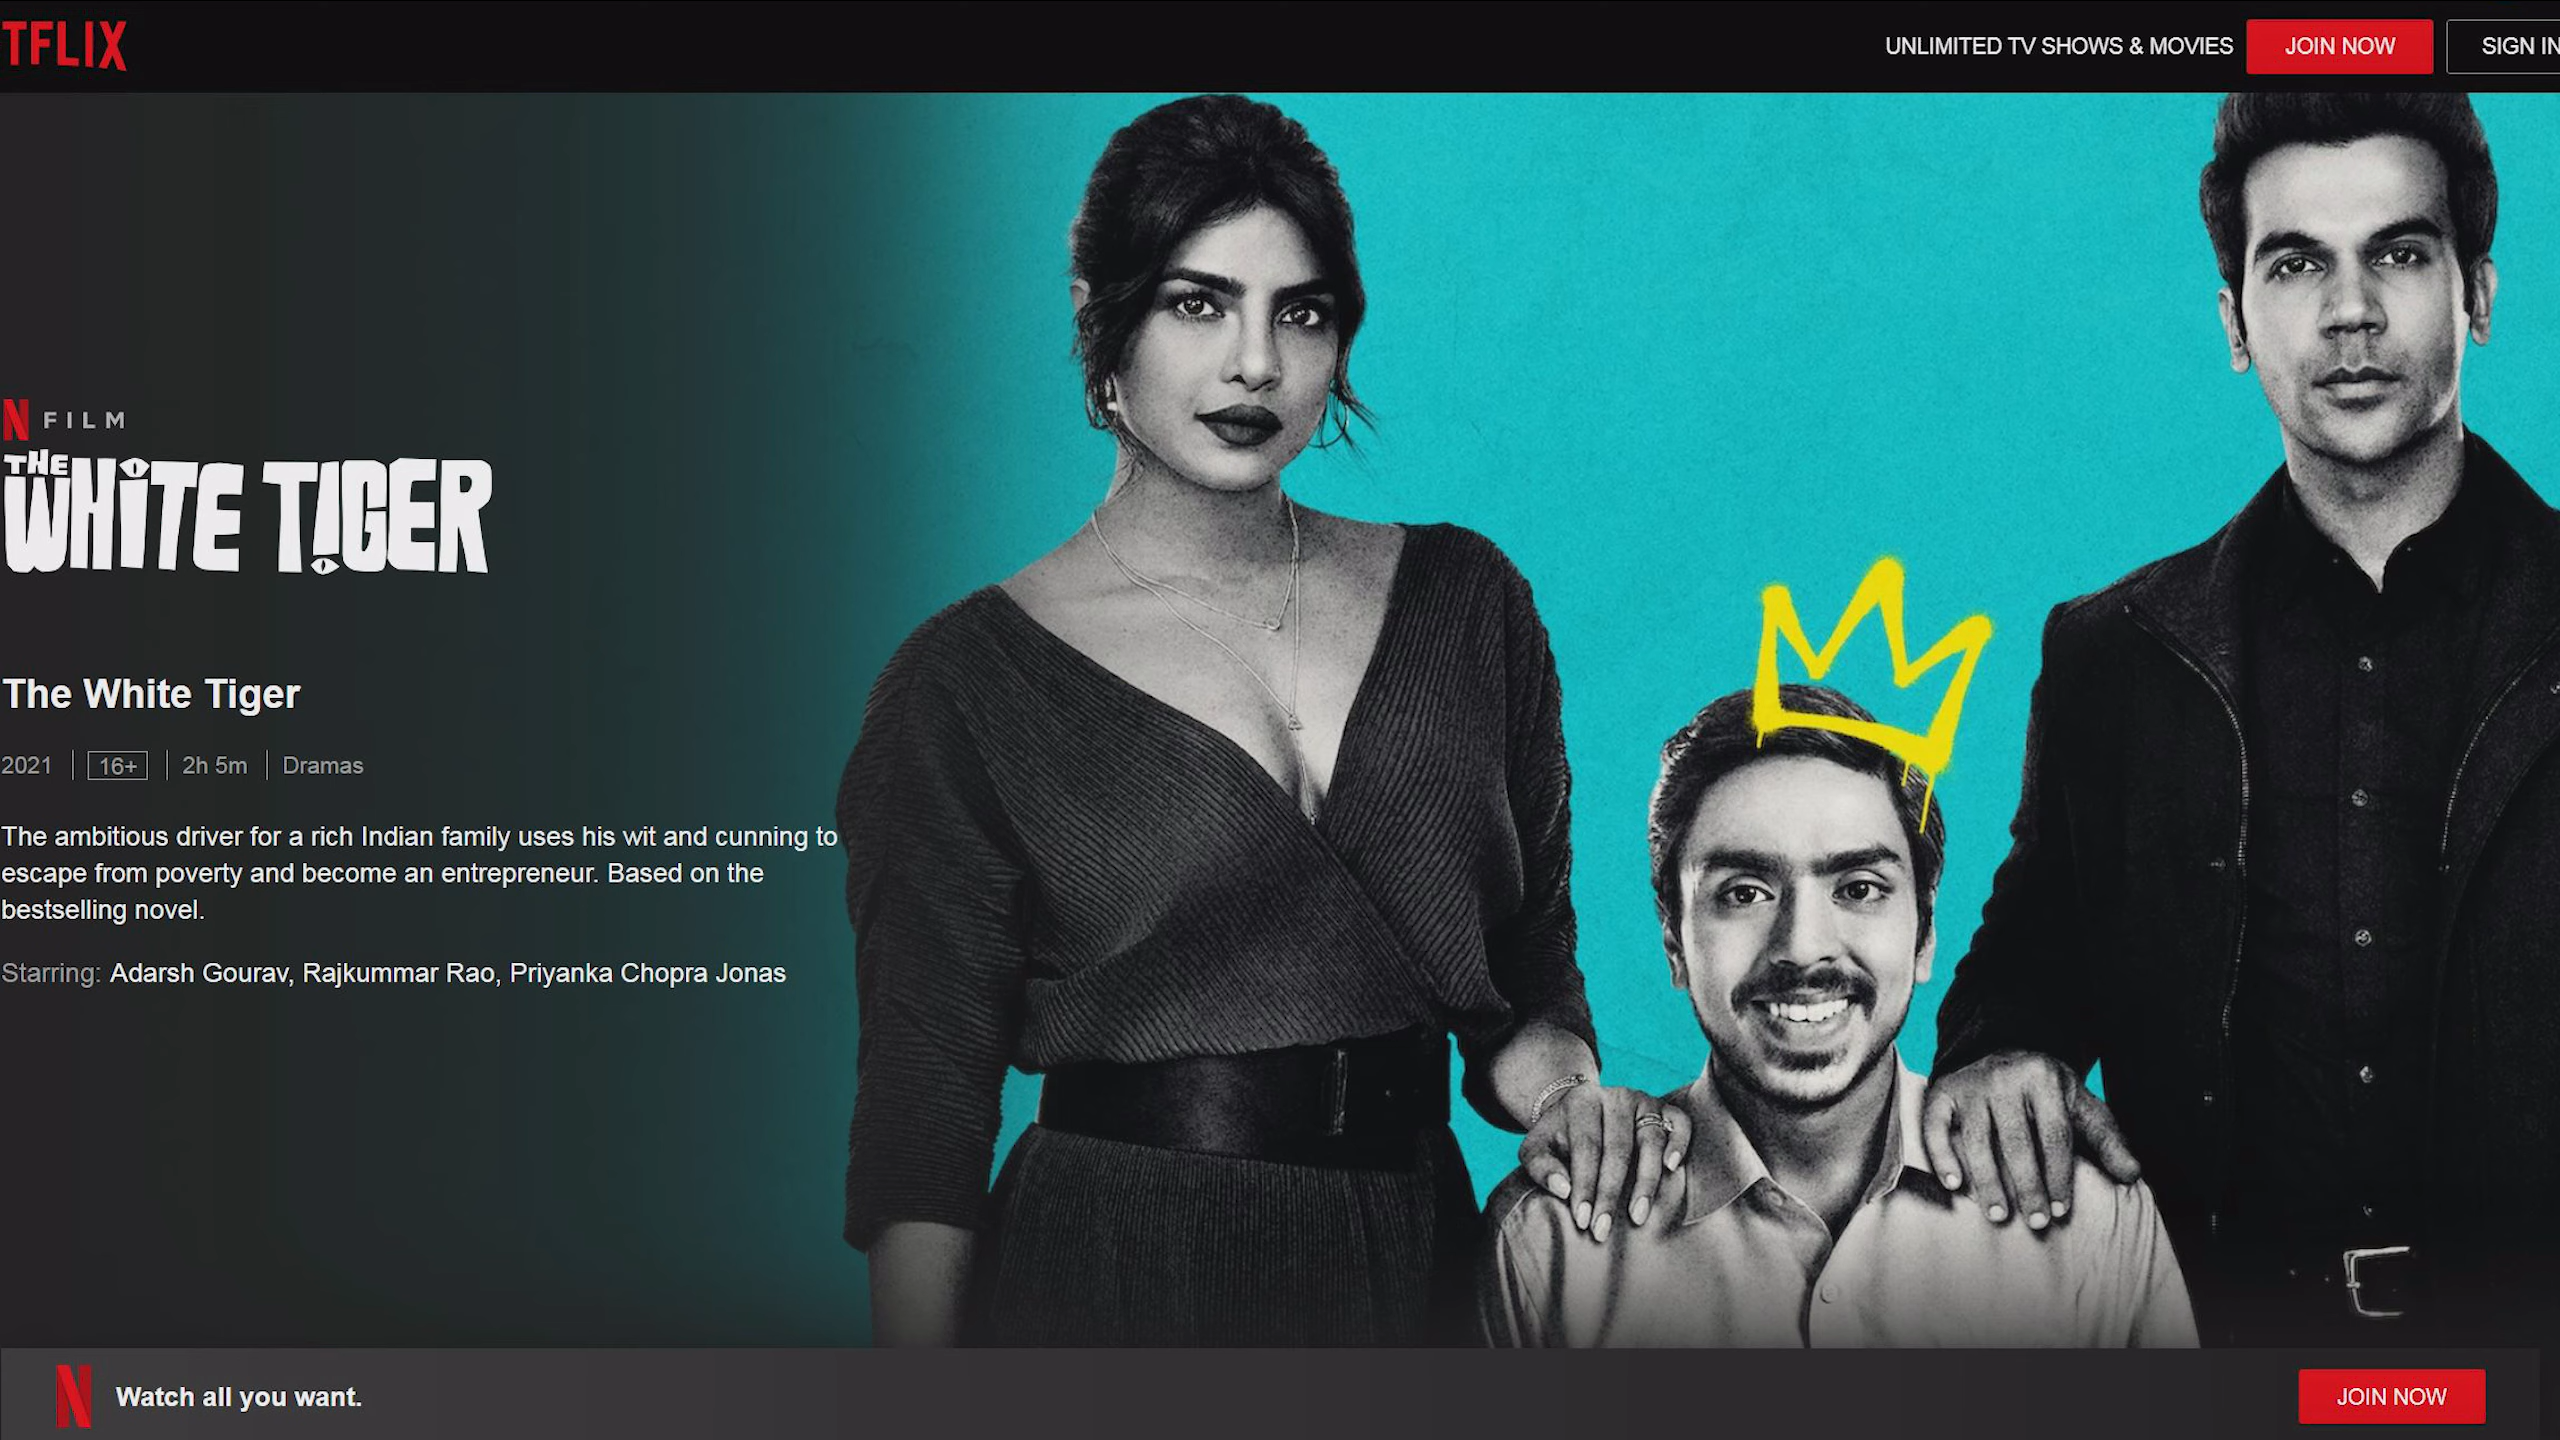 TFLIX
UNLIMITED TV SHOWS & MOVIES
JOIN NOW
SIGN IN
N FILM
THE
WHITE TIGER
The White Tiger
2021 | 16+ | 2h 5m | Dramas
The ambitious driver for a rich Indian family uses his wit and cunning to
escape from poverty and become an entrepreneur. Based on the
bestselling novel.
Starring: Adarsh Gourav, Rajkummar Rao, Priyanka Chopra Jonas
N Watch all you want.
JOIN NOW